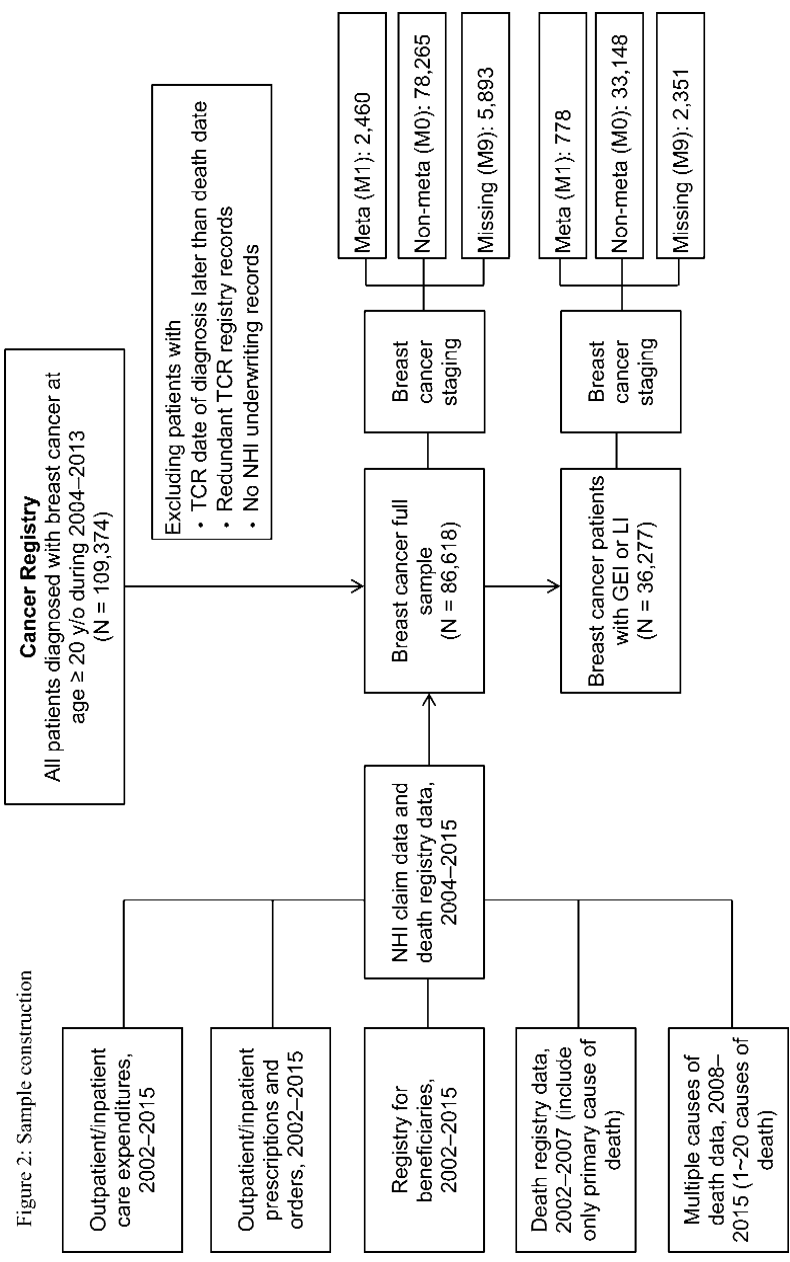 Figure 2: Sample construction
Cancer Registry
All patients diagnosed with breast cancer at
age ≥ 20 y/o during 2004–2013
(N = 109,374)
Excluding patients with
• TCR date of diagnosis later than death date
• Redundant TCR registry records
• No NHI underwriting records
Outpatient/inpatient
care expenditures,
2002–2015
Outpatient/inpatient
prescriptions and
orders, 2002–2015
Registry for
beneficiaries,
2002–2015
Death registry data,
2002–2007 (include
only primary cause of
death)
Multiple causes of
death data, 2008–
2015 (1~20 causes of
death)
NHI claim data and
death registry data,
2004–2015
Breast cancer full
sample
(N = 86,618)
Breast
cancer
staging
Meta (M1): 2,460
Non-meta (M0): 78,265
Missing (M9): 5,893
Breast cancer patients
with GEI or LI
(N = 36,277)
Breast
cancer
staging
Meta (M1): 778
Non-meta (M0): 33,148
Missing (M9): 2,351